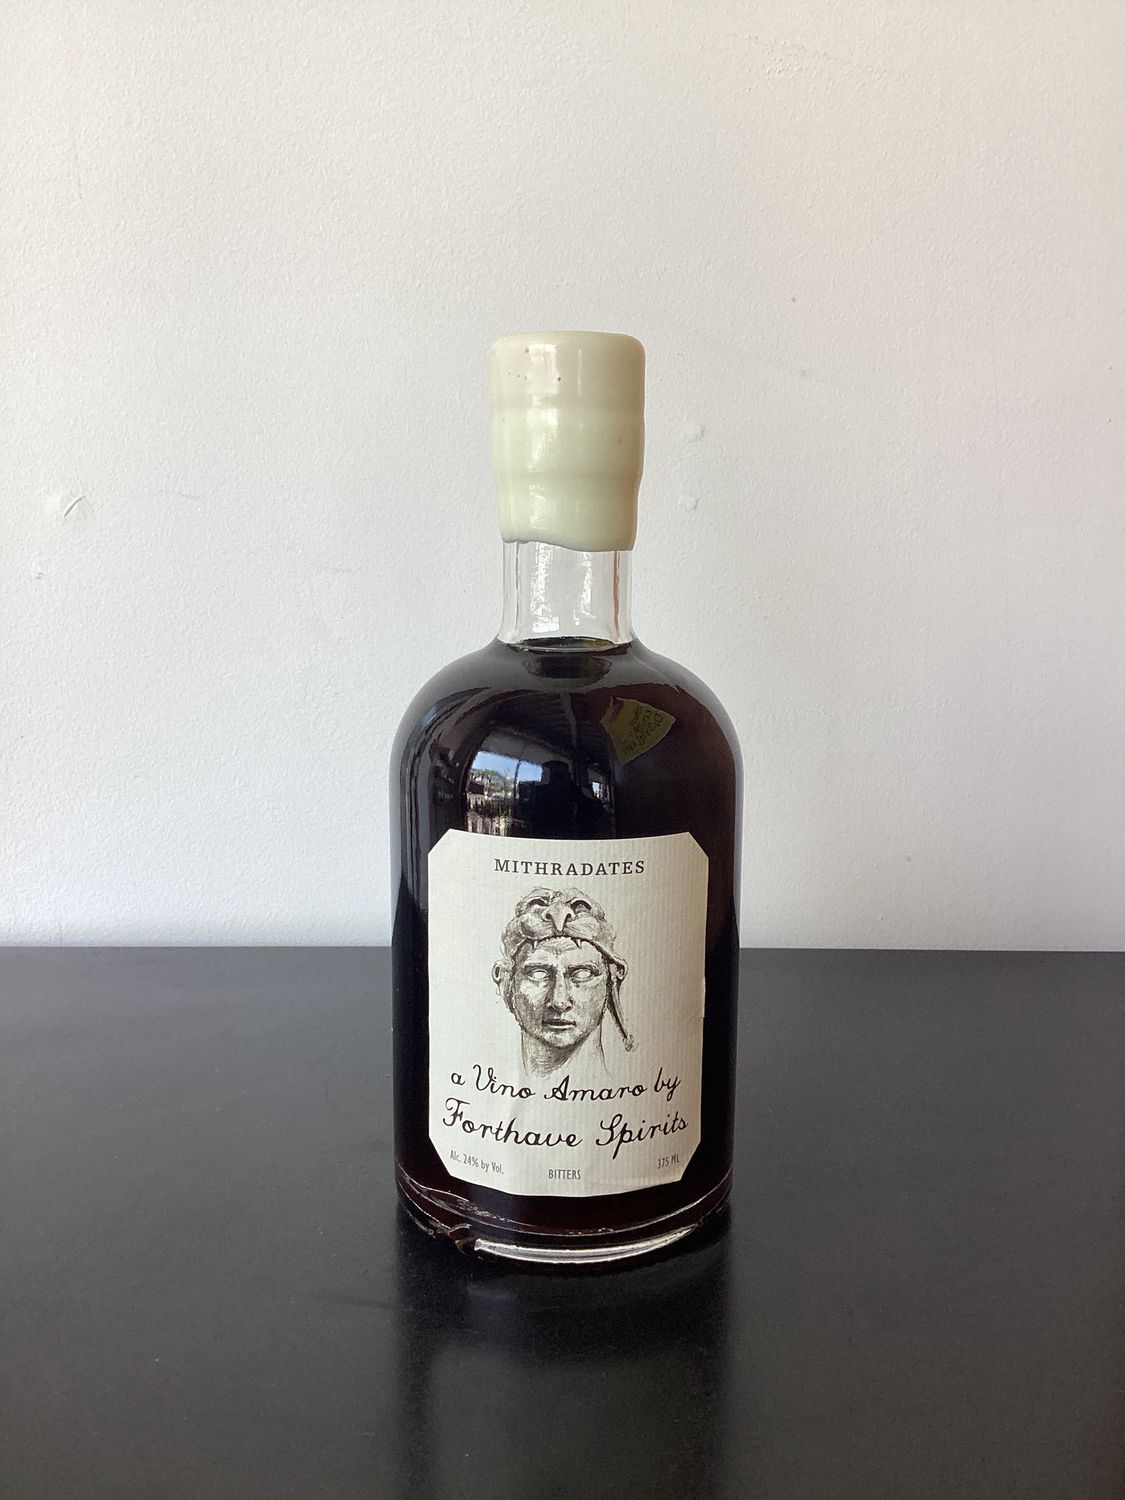 MITHRADATES
a Vino Amaro by
Forthave Spirits
Alc. 24% by Vol.
BITTERS
375 ML